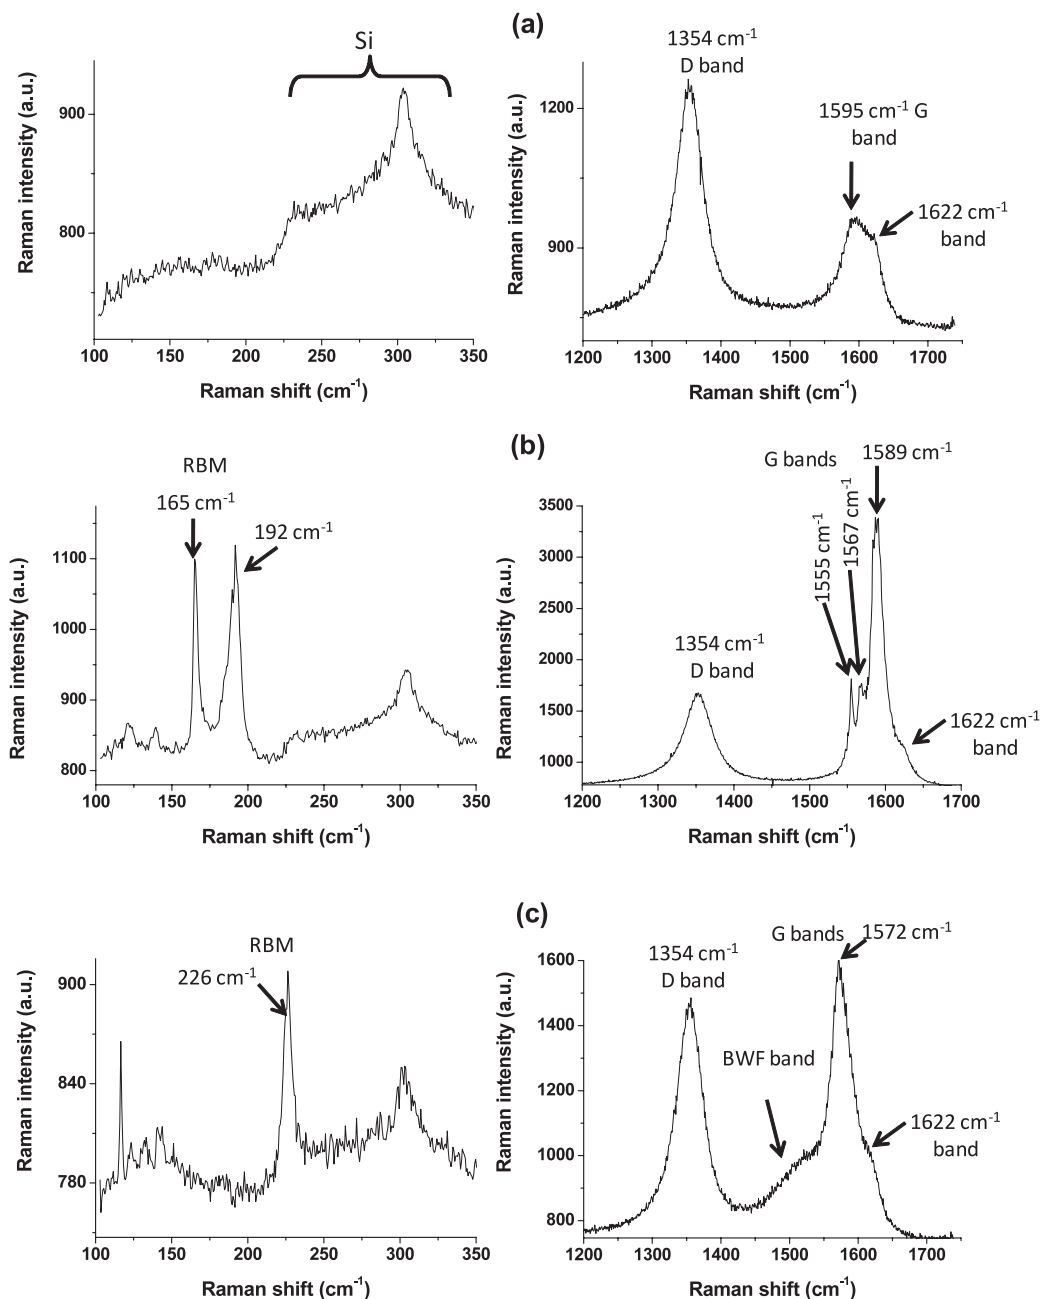 (a)
Si
Raman intensity (a.u.)
900
800
100 150 200 250 300 350
Raman shift (cm-1)
1354 cm-1
D band
1595 cm-1 G
band
1622 cm-1
band
Raman intensity (a.u.)
1200
900
1200 1300 1400 1500 1600 1700
Raman shift (cm-1)
(b)
RBM
165 cm-1
192 cm-1
Raman intensity (a.u.)
1100
1000
900
800
100 150 200 250 300 350
Raman shift (cm-1)
G bands
1589 cm-1
1555 cm-1
1567 cm-1
1354 cm-1
D band
1622 cm-1
band
Raman intensity (a.u.)
3500
3000
2500
2000
1500
1000
1200 1300 1400 1500 1600 1700
Raman shift (cm-1)
(c)
RBM
226 cm-1
Raman intensity (a.u.)
900
840
780
100 150 200 250 300 350
Raman shift (cm-1)
G bands
1572 cm-1
1354 cm-1
D band
BWF band
1622 cm-1
band
Raman intensity (a.u.)
1600
1400
1200
1000
800
1200 1300 1400 1500 1600 1700
Raman shift (cm-1)